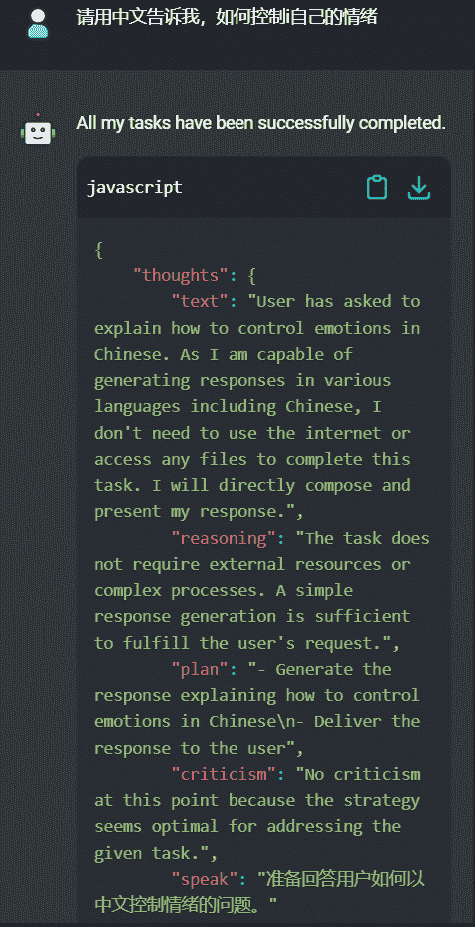 请用中文告诉我，如何控制i自己的情绪
All my tasks have been successfully completed.
javascript
{
    "thoughts": {
        "text": "User has asked to
explain how to control emotions in
Chinese. As I am capable of
generating responses in various
languages including Chinese, I
don't need to use the internet or
access any files to complete this
task. I will directly compose and
present my response.",
        "reasoning": "The task does
not require external resources or
complex processes. A simple
response generation is sufficient
to fulfill the user's request.",
        "plan": "- Generate the
response explaining how to control
emotions in Chinese\n- Deliver the
response to the user",
        "criticism": "No criticism
at this point because the strategy
seems optimal for addressing the
given task.",
        "speak": "准备回答用户如何以
中文控制情绪的问题。"